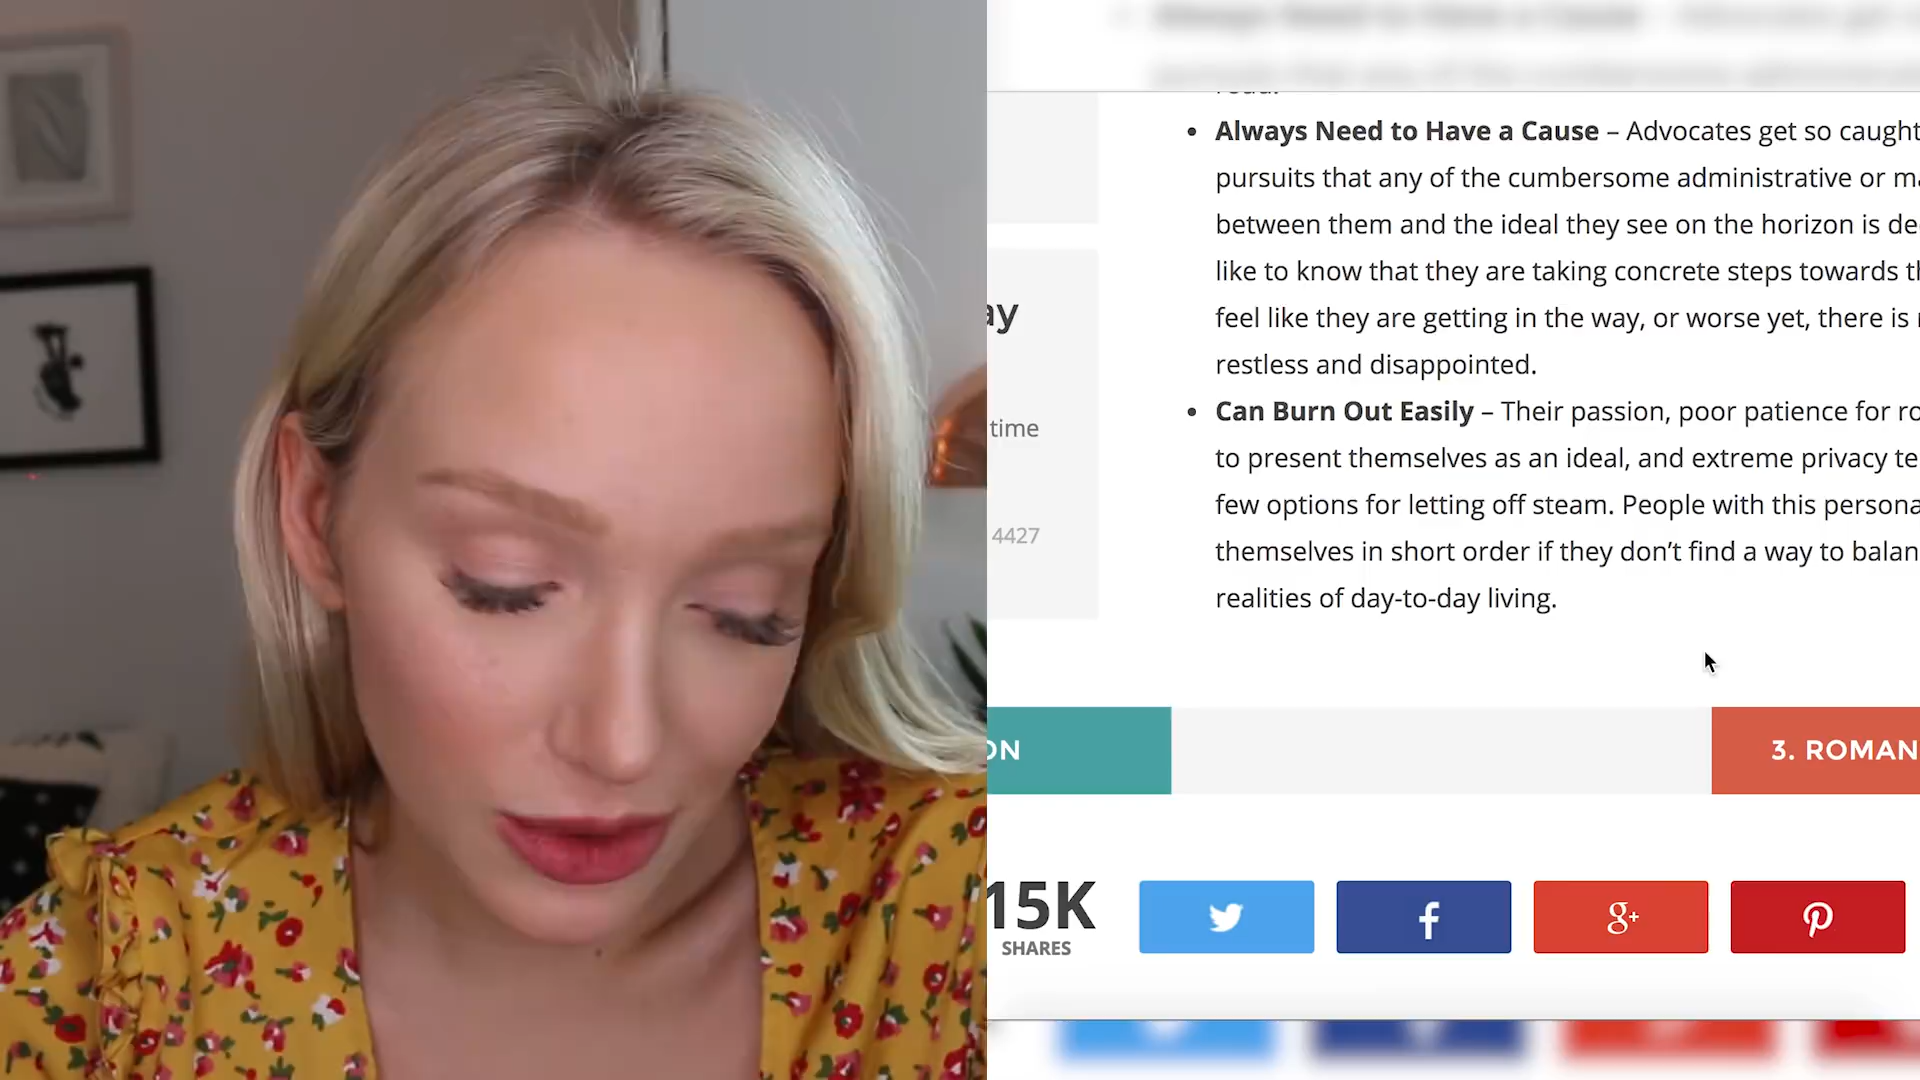 Always Need to Have a Cause – Advocates get so caught
pursuits that any of the cumbersome administrative or
between them and the ideal they see on the horizon is
like to know that they are taking concrete steps towards
feel like they are getting in the way, or worse yet, there is
restless and disappointed.
Can Burn Out Easily – Their passion, poor patience for
to present themselves as an ideal, and extreme privacy
few options for letting off steam. People with this
themselves in short order if they don’t find a way to
realities of day-to-day living.
ay
time
4427
ON
3. ROMAN
15K
SHARES
g+